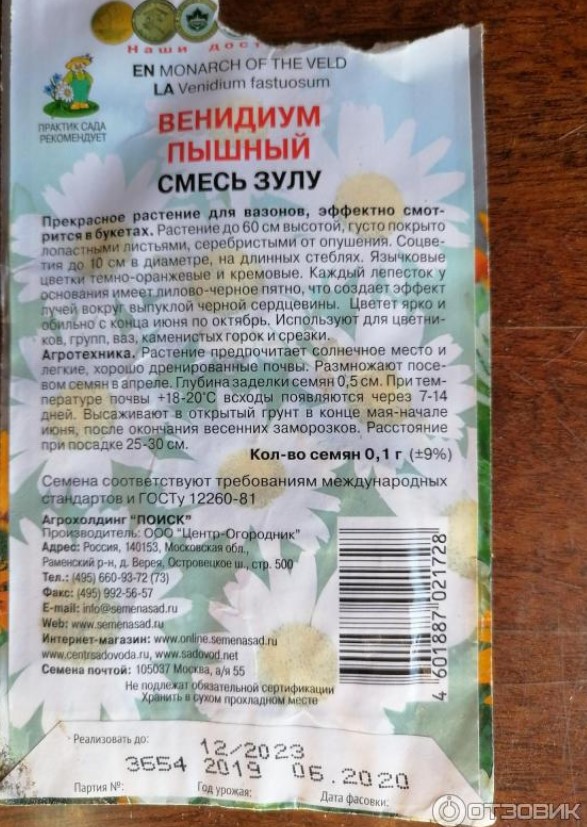 Наши дост
EN MONARCH OF THE VELD
LA Venidium fastuosum
ПРАКТИК САДА
РЕКОМЕНДУЕТ
ВЕНИДИУМ
ПЫШНЫЙ
СМЕСЬ ЗУЛУ
Прекрасное растение для вазонов, эффектно смот-
рится в букетах. Растение до 60 см высотой, густо покрыто
лопастными листьями, серебристыми от опушения. Соцве-
тия до 10 см в диаметре, на длинных стеблях. Язычковые
цветки темно-оранжевые и кремовые. Каждый лепесток у
основания имеет лилово-черное пятно, что создает эффект
лучей вокруг выпуклой черной сердцевины. Цветет ярко и
обильно с конца июня по октябрь. Используют для цветни-
ков, групп, ваз, каменистых горок и срезки.
Агротехника. Растение предпочитает солнечное место и
легкие, хорошо дренированные почвы. Размножают посе-
вом семян в апреле. Глубина заделки семян 0,5 см. При тем-
пературе почвы +18-20°С всходы появляются через 7-14
дней. Высаживают в открытый грунт в конце мая-начале
июня, после окончания весенних заморозков. Расстояние
при посадке 25-30 см.
Кол-во семян 0,1 г (±9%)
Семена соответствуют требованиям международных
стандартов и ГОСТу 12260-81
Агрохолдинг "ПОИСК"
Производитель: ООО "Центр-Огородник"
Адрес: Россия, 140153, Московская обл.,
Раменский р-н, д. Верея, Островецкое ш., стр. 500
Тел.: (495) 660-93-72 (73)
Факс: (495) 992-56-57
E-mail: info@semenasad.ru
Web: www.semenasad.ru
Интернет-магазин: www.online.semenasad.ru
www.centrsadovoda.ru, www.sadovod.net
Семена почтой: 105037 Москва, а/я 55
Не подлежат обязательной сертификации
Хранить в сухом прохладном месте
4 601887 021728
Реализовать до: 12/2023
3654 2019 06.2020
Партия №: Год урожая: Дата фасовки:
ОТЗОВИК